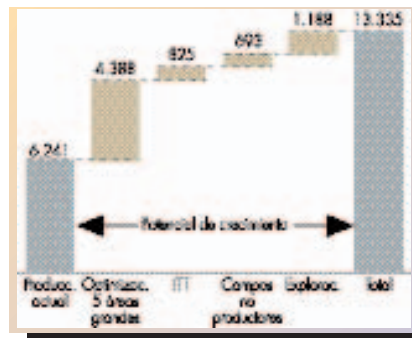 1.188 13.335
693
825
4.388
6.241
Potencial de crecimiento
Producc. Optimizac. ITT Campos Explorac. Total
actual 5 áreas no
grandes productores